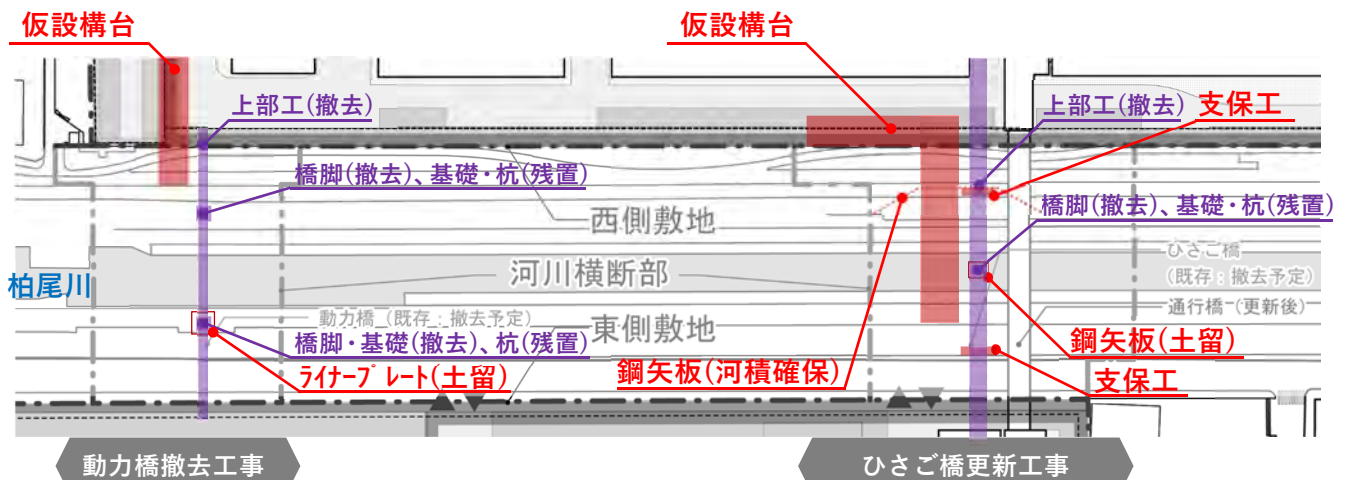 仮設構台
仮設構台
上部工(撤去)
上部工(撤去)
支保工
橋脚(撤去)、基礎・杭(残置)
橋脚(撤去)、基礎・杭(残置)
西側敷地
ひさご橋
(既存：撤去予定)
河川横断部
柏尾川
通行橋(更新後)
動力橋(既存：撤去予定)
東側敷地
橋脚・基礎(撤去)、杭(残置)
鋼矢板(土留)
ライナープレート(土留)
鋼矢板(河積確保)
支保工
動力橋撤去工事
ひさご橋更新工事